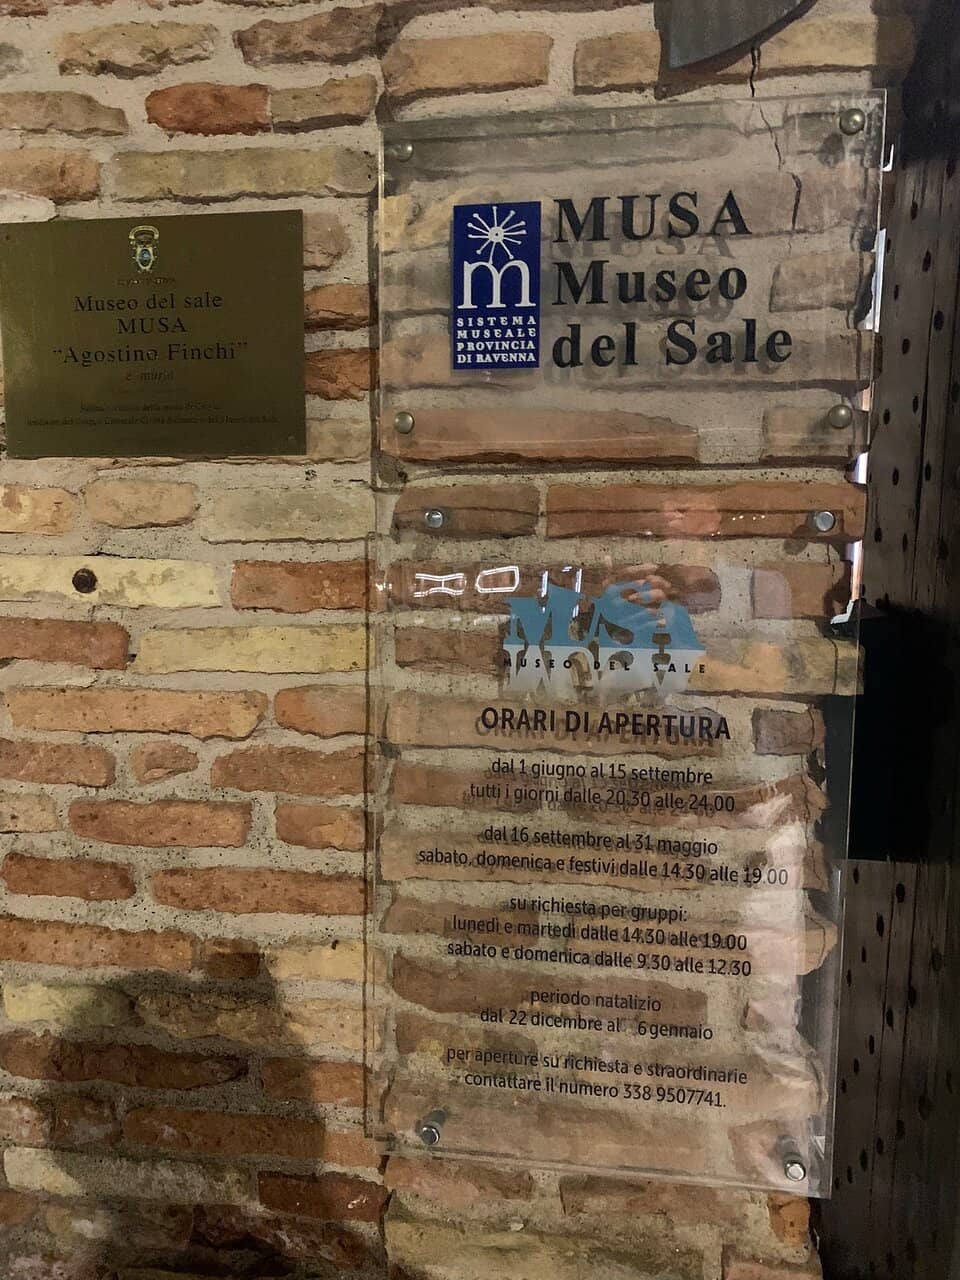 Museo del sale
MUSA
"Agostino Finchi"
MUSA
Museo
del Sale
m
SISTEMA
MUSEALE
PROVINCIA
DI RAVENNA
MUSA
MUSEO DEL SALE
ORARI DI APERTURA
dal 1 giugno al 15 settembre
tutti i giorni dalle 20.30 alle 24.00
dal 16 settembre al 31 maggio
sabato, domenica e festivi dalle 14.30 alle 19.00
su richiesta per gruppi:
lunedì e martedì dalle 14.30 alle 19.00
sabato e domenica dalle 9.30 alle 12.30
periodo natalizio
dal 22 dicembre al 6 gennaio
per aperture su richiesta e straordinarie
contattare il numero 338 9507741.